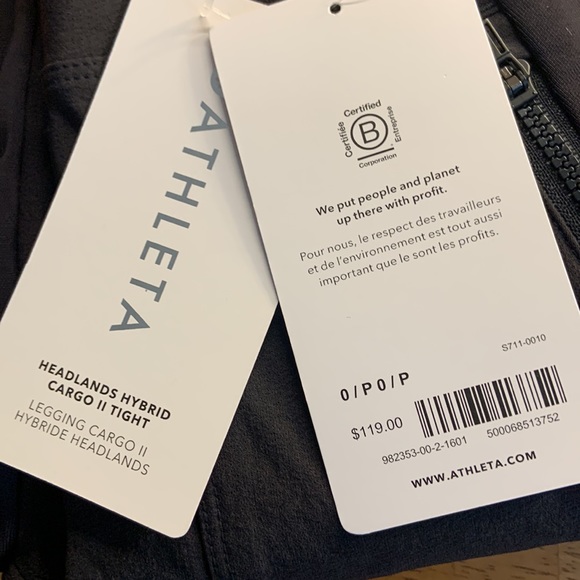 ATHLETA
HEADLANDS HYBRID
CARGO II TIGHT
LEGGING CARGO II
HYBRIDE HEADLANDS
Certified
Certifiée
B
Entreprise
Corporation
We put people and planet
up there with profit.
Pour nous, le respect des travailleurs
et de l'environnement est tout aussi
important que le sont les profits.
S711-0010
0/P0/P
$119.00
982353-00-2-1601 500068513752
WWW.ATHLETA.COM